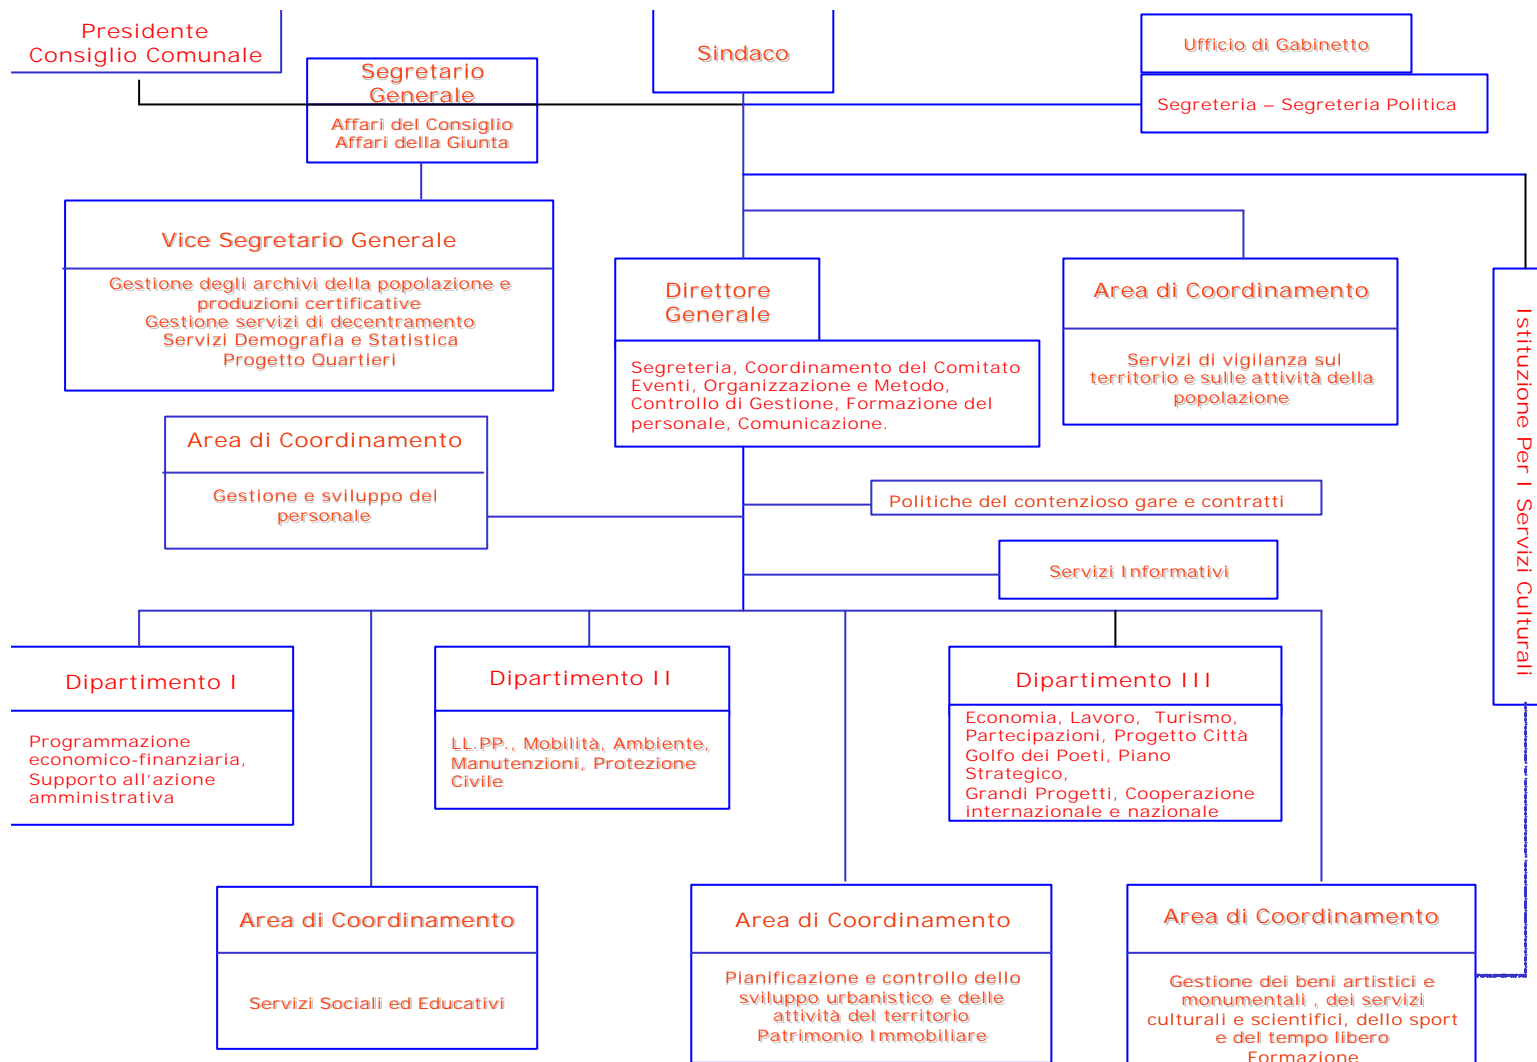 Presidente
Consiglio Comunale
Sindaco
Ufficio di Gabinetto
Segreteria – Segreteria Politica
Segretario
Generale
Affari del Consiglio
Affari della Giunta
Vice Segretario Generale
Gestione degli archivi della popolazione e
produzioni certificative
Gestione servizi di decentramento
Servizi Demografia e Statistica
Progetto Quartieri
Direttore
Generale
Segreteria, Coordinamento del Comitato
Eventi, Organizzazione e Metodo,
Controllo di Gestione, Formazione del
personale, Comunicazione.
Area di Coordinamento
Servizi di vigilanza sul
territorio e sulle attività della
popolazione
Istituzione Per I Servizi Culturali
Area di Coordinamento
Gestione e sviluppo del
personale
Politiche del contenzioso gare e contratti
Servizi Informativi
Dipartimento I
Programmazione
economico-finanziaria,
Supporto all'azione
amministrativa
Dipartimento II
LL.PP., Mobilità, Ambiente,
Manutenzioni, Protezione
Civile
Dipartimento III
Economia, Lavoro, Turismo,
Partecipazioni, Progetto Città
Golfo dei Poeti, Piano
Strategico,
Grandi Progetti, Cooperazione
internazionale e nazionale
Area di Coordinamento
Servizi Sociali ed Educativi
Area di Coordinamento
Pianificazione e controllo dello
sviluppo urbanistico e delle
attività del territorio
Patrimonio Immobiliare
Area di Coordinamento
Gestione dei beni artistici e
monumentali , dei servizi
culturali e scientifici, dello sport
e del tempo libero
Formazione